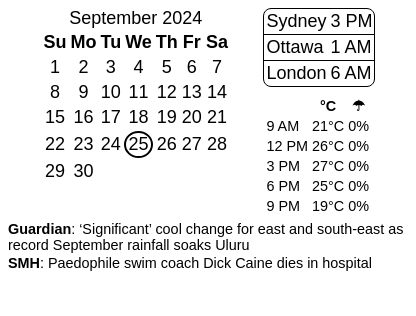 September 2024
Su Mo Tu We Th Fr Sa
1 2 3 4 5 6 7
8 9 10 11 12 13 14
15 16 17 18 19 20 21
22 23 24 25 26 27 28
29 30
Sydney 3 PM
Ottawa 1 AM
London 6 AM
°C ☂
9 AM 21°C 0%
12 PM 26°C 0%
3 PM 27°C 0%
6 PM 25°C 0%
9 PM 19°C 0%
Guardian: ‘Significant’ cool change for east and south-east as
record September rainfall soaks Uluru
SMH: Paedophile swim coach Dick Caine dies in hospital